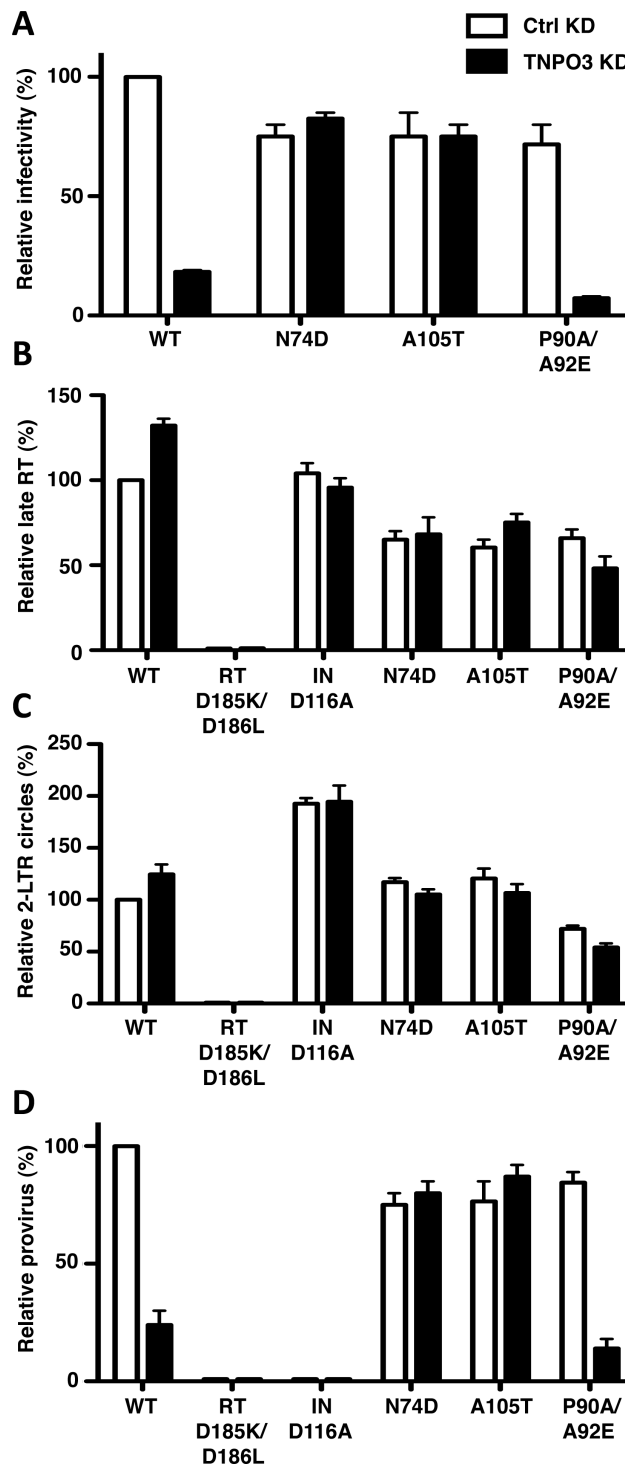 A
Ctrl KD
TNPO3 KD
Relative infectivity (%)
100
50
0
WT
N74D
A105T
P90A/
A92E
B
Relative late RT (%)
150
100
50
0
WT
RT
D185K/
D186L
IN
D116A
N74D
A105T
P90A/
A92E
C
Relative 2-LTR circles (%)
250
200
150
100
50
0
WT
RT
D185K/
D186L
IN
D116A
N74D
A105T
P90A/
A92E
D
Relative provirus (%)
100
50
0
WT
RT
D185K/
D186L
IN
D116A
N74D
A105T
P90A/
A92E